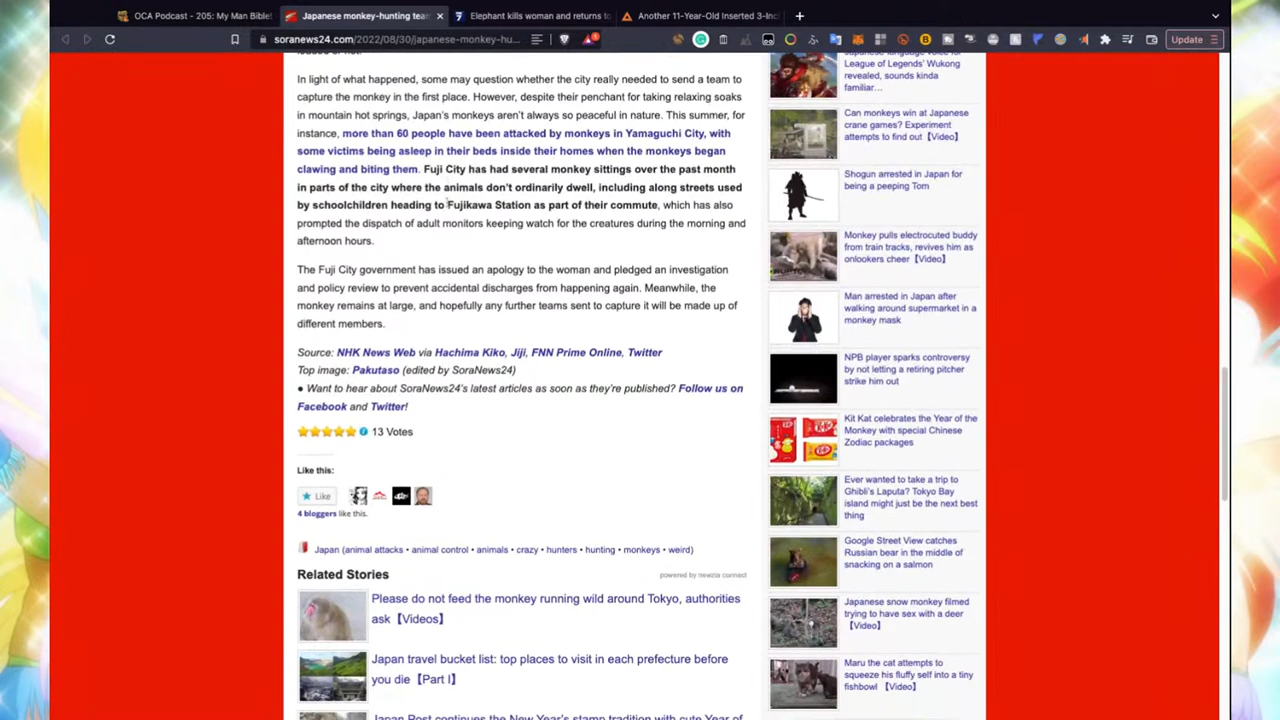 OCA Podcast - 205: My Man Bible!
Japanese monkey-hunting tea
Elephant kills woman and returns to
Another 11-Year-Old Inserted 3-Inc
soranews24.com/2022/08/30/japanese-monkey-hu...
Update
In light of what happened, some may question whether the city really needed to send a team to
capture the monkey in the first place. However, despite their penchant for taking relaxing soaks
in mountain hot springs, Japan's monkeys aren't always so peaceful in nature. This summer, for
instance, more than 60 people have been attacked by monkeys in Yamaguchi City, with
some victims being asleep in their beds inside their homes when the monkeys began
clawing and biting them. Fuji City has had several monkey sittings over the past month
in parts of the city where the animals don't ordinarily dwell, including along streets used
by schoolchildren heading to Fujikawa Station as part of their commute, which has also
prompted the dispatch of adult monitors keeping watch for the creatures during the morning and
afternoon hours.
The Fuji City government has issued an apology to the woman and pledged an investigation
and policy review to prevent accidental discharges from happening again. Meanwhile, the
monkey remains at large, and hopefully any further teams sent to capture it will be made up of
different members.
Source: NHK News Web via Hachima Kiko, Jiji, FNN Prime Online, Twitter
Top image: Pakutaso (edited by SoraNews24)
● Want to hear about SoraNews24's latest articles as soon as they're published? Follow us on
Facebook and Twitter!
13 Votes
Like this:
Like
4 bloggers like this.
Japan (animal attacks • animal control • animals • crazy • hunters • hunting • monkeys • weird)
Related Stories
powered by newzia connect
Please do not feed the monkey running wild around Tokyo, authorities
ask【Videos】
Japan travel bucket list: top places to visit in each prefecture before
you die【Part I】
Japan Post continues the New Year's stamp tradition with cute Year of
Japanese language voice for
League of Legends' Wukong
revealed, sounds kinda
familiar…
Can monkeys win at Japanese
crane games? Experiment
attempts to find out【Video】
Shogun arrested in Japan for
being a peeping Tom
Monkey pulls electrocuted buddy
from train tracks, revives him as
onlookers cheer【Video】
Man arrested in Japan after
walking around supermarket in a
monkey mask
NPB player sparks controversy
by not letting a retiring pitcher
strike him out
Kit Kat celebrates the Year of the
Monkey with special Chinese
Zodiac packages
Ever wanted to take a trip to
Ghibli's Laputa? Tokyo Bay
island might just be the next best
thing
Google Street View catches
Russian bear in the middle of
snacking on a salmon
Japanese snow monkey filmed
trying to have sex with a deer
【Video】
Maru the cat attempts to
squeeze his fluffy self into a tiny
fishbowl 【Video】